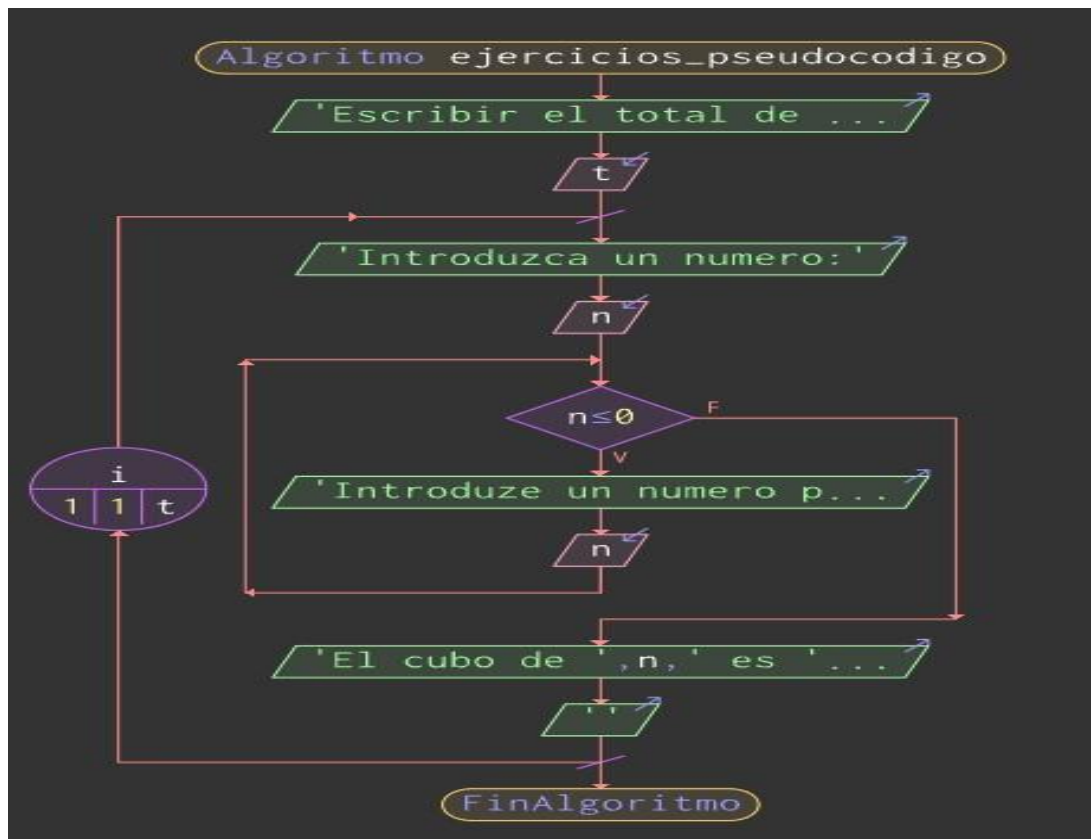 Algoritmo ejercicios_pseudocodigo
'Escribir el total de ...
t
'Introduzca un numero:'
n
n≤0
F
V
i
1 1 t
'Introduze un numero p...
n
'El cubo de ',n,' es '...
''
FinAlgoritmo